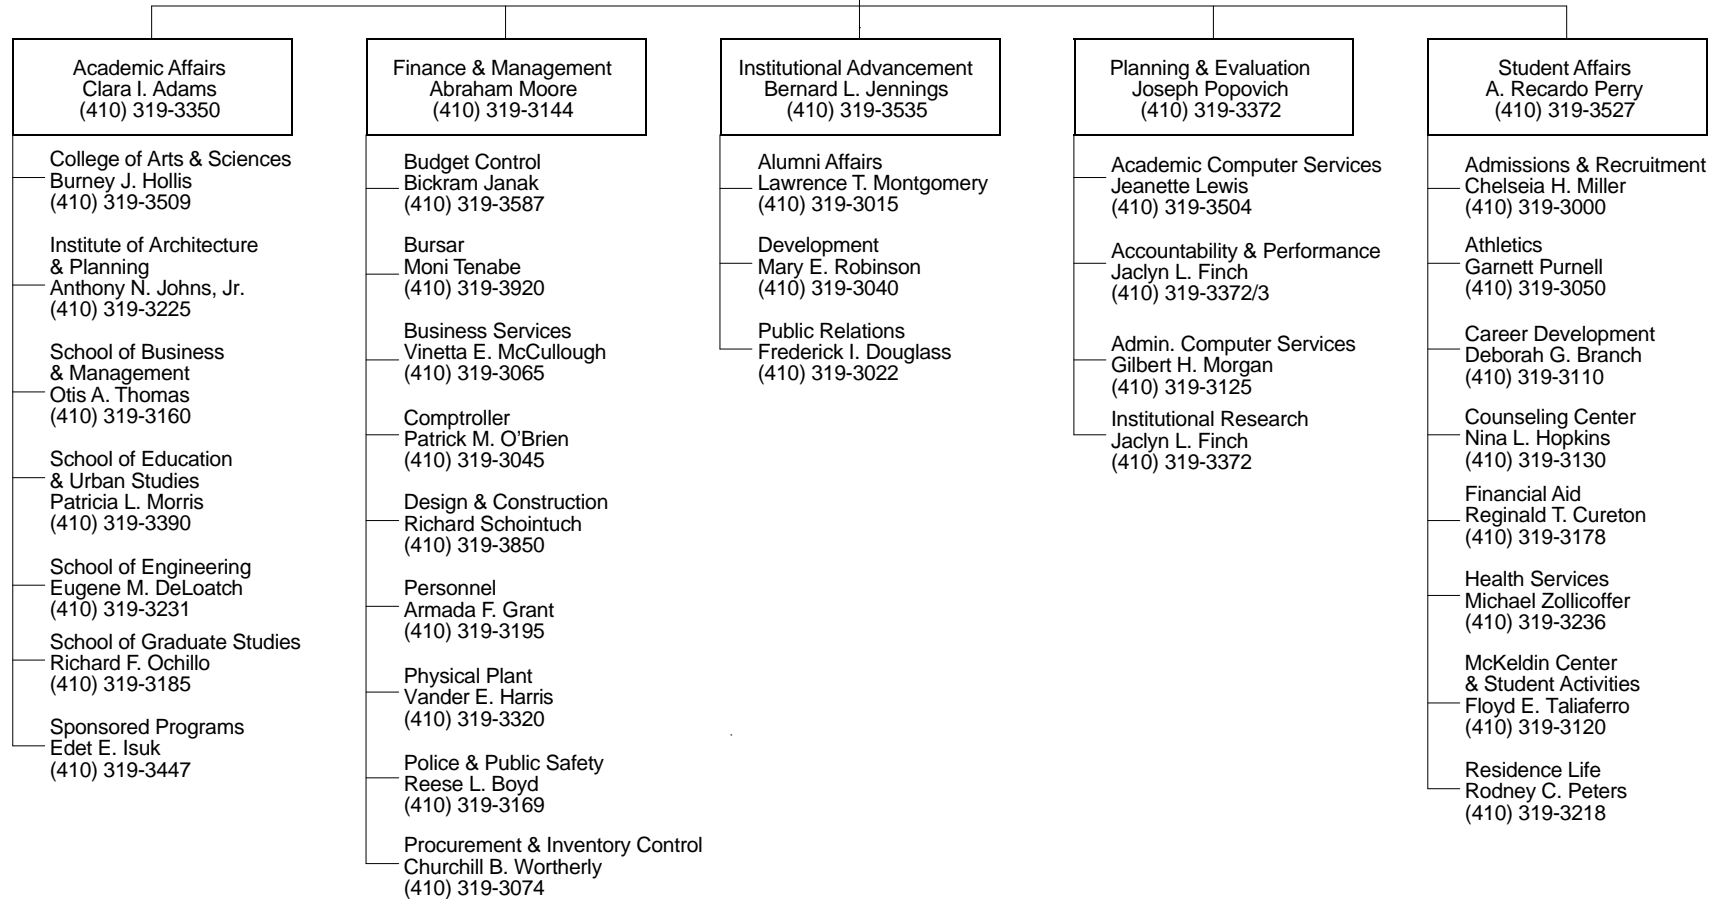 Academic Affairs
Clara I. Adams
(410) 319-3350
College of Arts & Sciences
Burney J. Hollis
(410) 319-3509
Institute of Architecture
& Planning
Anthony N. Johns, Jr.
(410) 319-3225
School of Business
& Management
Otis A. Thomas
(410) 319-3160
School of Education
& Urban Studies
Patricia L. Morris
(410) 319-3390
School of Engineering
Eugene M. DeLoatch
(410) 319-3231
School of Graduate Studies
Richard F. Ochillo
(410) 319-3185
Sponsored Programs
Edet E. Isuk
(410) 319-3447
Finance & Management
Abraham Moore
(410) 319-3144
Budget Control
Bickram Janak
(410) 319-3587
Bursar
Moni Tenabe
(410) 319-3920
Business Services
Vinetta E. McCullough
(410) 319-3065
Comptroller
Patrick M. O’Brien
(410) 319-3045
Design & Construction
Richard Schointuch
(410) 319-3850
Personnel
Armada F. Grant
(410) 319-3195
Physical Plant
Vander E. Harris
(410) 319-3320
Police & Public Safety
Reese L. Boyd
(410) 319-3169
Procurement & Inventory Control
Churchill B. Wortherly
(410) 319-3074
Institutional Advancement
Bernard L. Jennings
(410) 319-3535
Alumni Affairs
Lawrence T. Montgomery
(410) 319-3015
Development
Mary E. Robinson
(410) 319-3040
Public Relations
Frederick I. Douglass
(410) 319-3022
Planning & Evaluation
Joseph Popovich
(410) 319-3372
Academic Computer Services
Jeanette Lewis
(410) 319-3504
Accountability & Performance
Jaclyn L. Finch
(410) 319-3372/3
Admin. Computer Services
Gilbert H. Morgan
(410) 319-3125
Institutional Research
Jaclyn L. Finch
(410) 319-3372
Student Affairs
A. Recardo Perry
(410) 319-3527
Admissions & Recruitment
Chelseia H. Miller
(410) 319-3000
Athletics
Garnett Purnell
(410) 319-3050
Career Development
Deborah G. Branch
(410) 319-3110
Counseling Center
Nina L. Hopkins
(410) 319-3130
Financial Aid
Reginald T. Cureton
(410) 319-3178
Health Services
Michael Zollicoffer
(410) 319-3236
McKeldin Center
& Student Activities
Floyd E. Taliaferro
(410) 319-3120
Residence Life
Rodney C. Peters
(410) 319-3218